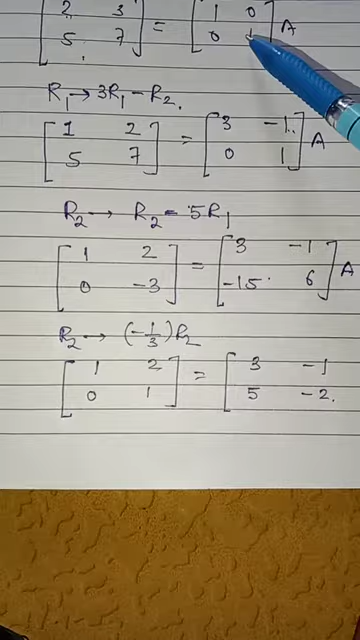 [2 3; 5 7] = [1 0; 0 1] A
R₁ → 3R₁ − R₂.
[1 2; 5 7] = [3 −1; 0 1] A
R₂ → R₂ − 5R₁
[1 2; 0 −3] = [3 −1; −15 6] A
R₂ → (−1/3)R₂
[1 2; 0 1] = [3 −1; 5 −2]